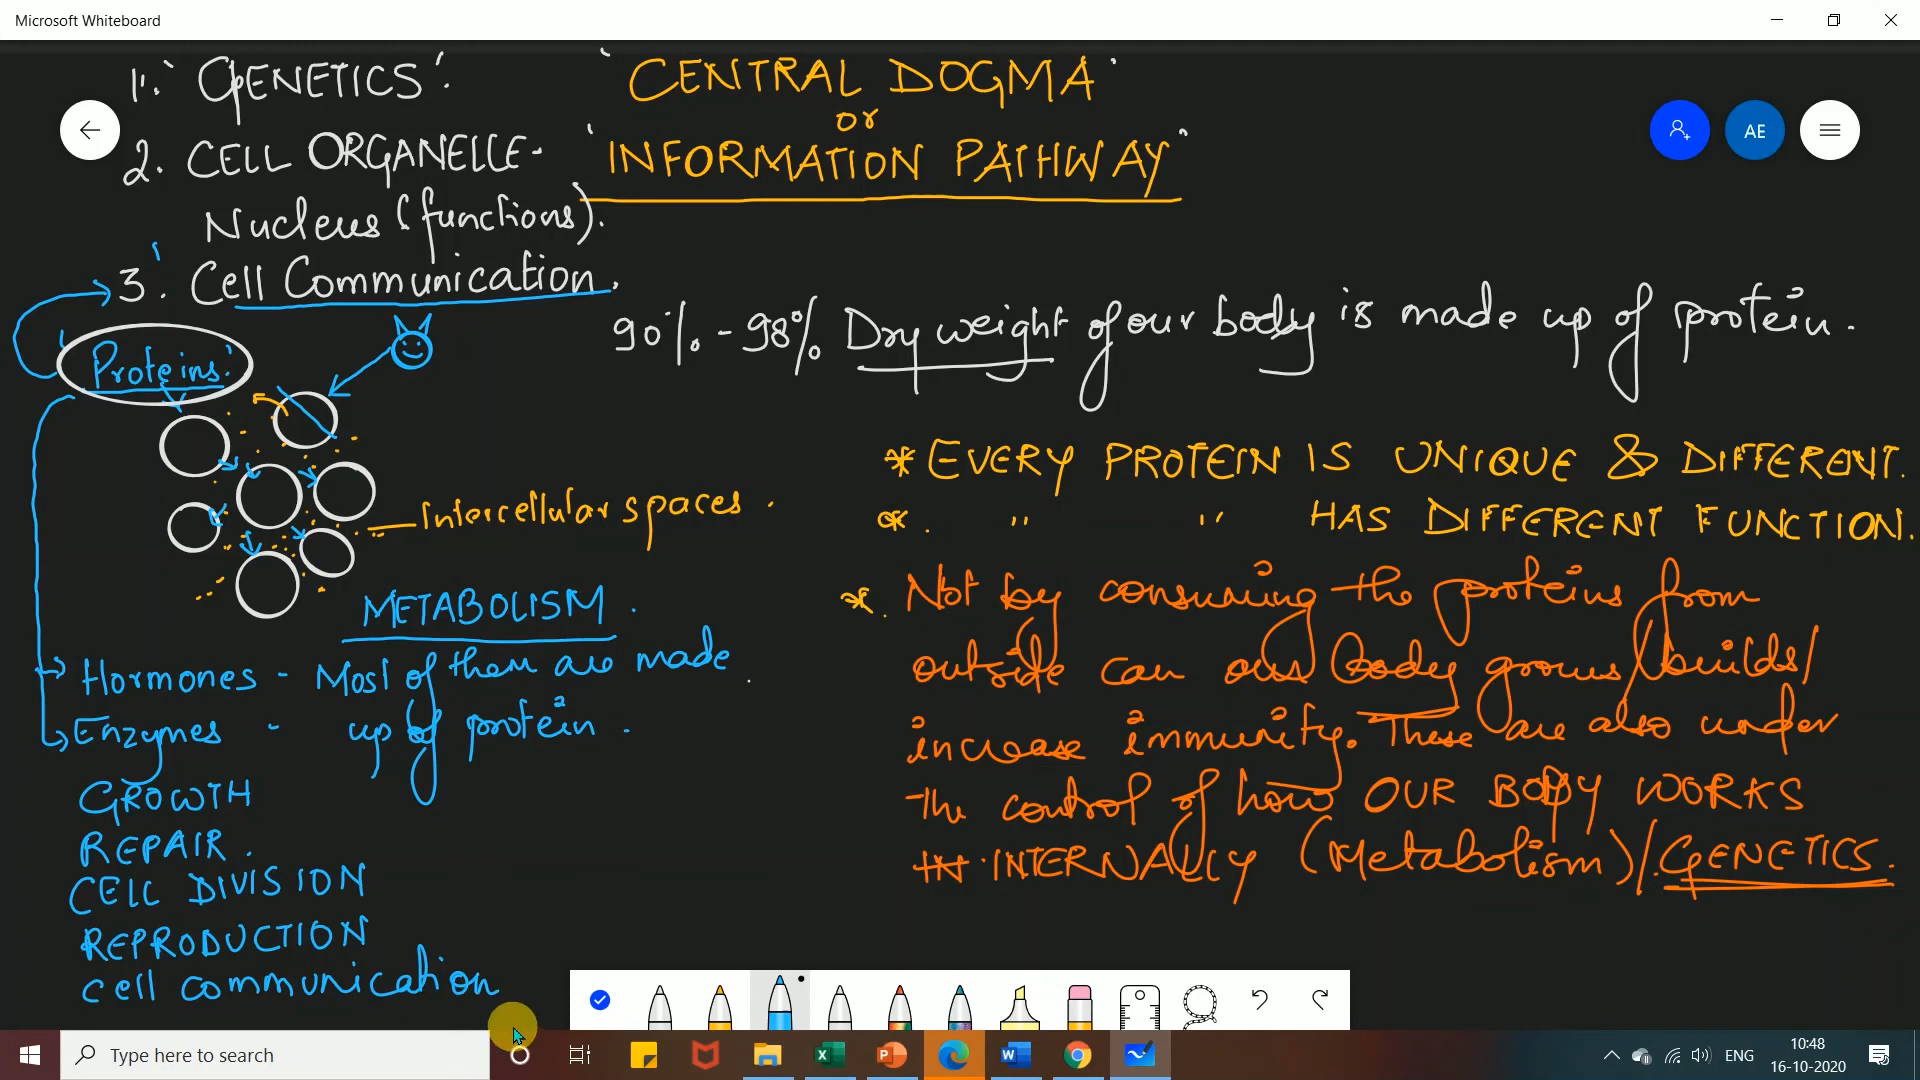 Microsoft Whiteboard
1. 'GENETICS'.
2. CELL ORGANELLE -
Nucleus (functions).
3. Cell Communication.
'CENTRAL DOGMA'
or
'INFORMATION PATHWAY'
AE
'Proteins'.
90% - 98% Dry weight of our body is made up of protein.
Intercellular spaces.
* EVERY PROTEIN IS UNIQUE & DIFFERENT.
* " " HAS DIFFERENT FUNCTION.
* Not by consuming the proteins from
outside can our body grows/builds/
increase immunity. These are also under
The control of how OUR BODY WORKS
INTERNALLY (Metabolism)/GENETICS.
METABOLISM.
Hormones - Most of them are made
Enzymes - up of protein.
GROWTH
REPAIR.
CELL DIVISION
REPRODUCTION
cell communication
Type here to search
ENG
10:48
16-10-2020